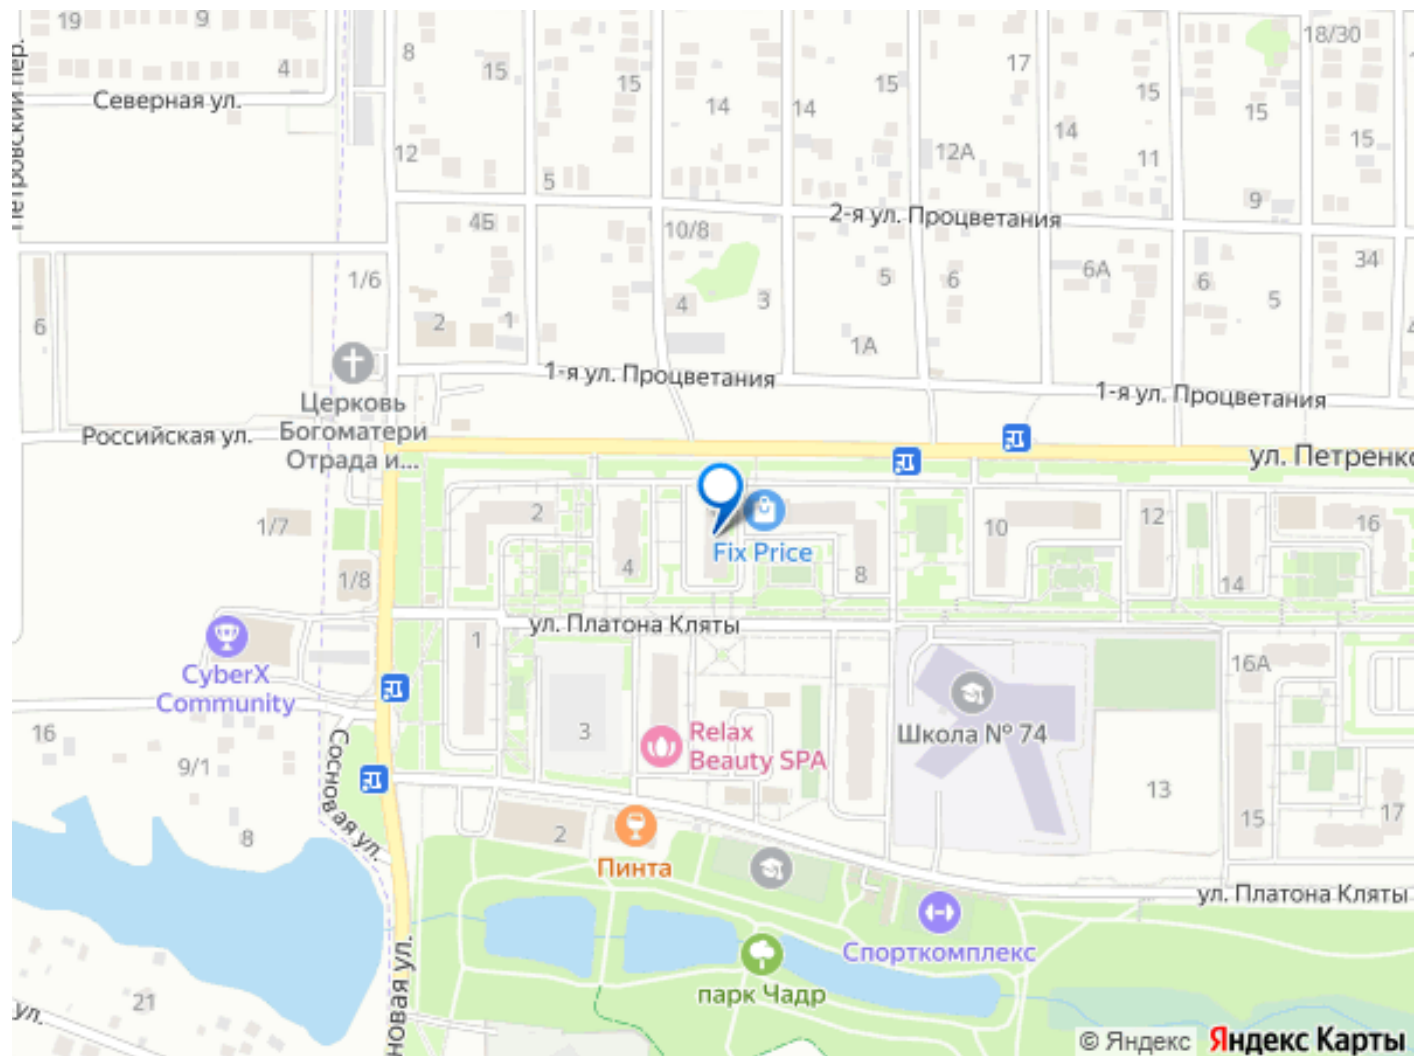 19
9
8
15
15
14
14
15
17
15
14
15
18/30
15
4
Северная ул.
Петровский пер.
12
5
12А
11
9
2-я ул. Процветания
4Б
10/8
1/6
6
2
1
4
3
5
6
6А
6
5
34
1А
1-я ул. Процветания
1-я ул. Процветания
Церковь
Богоматери
Отрада и...
Российская ул.
ул. Петренко
2
4
Fix Price
8
10
12
14
16
1/7
1/8
ул. Платона Кляты
1
CyberX
Community
16А
16
9/1
8
Сосновая ул.
3
Relax
Beauty SPA
Школа № 74
13
15
17
2
Пинта
ул. Платона Кляты
Спорткомплекс
парк Чадр
новая ул.
21
ул.
© Яндекс Яндекс Карты